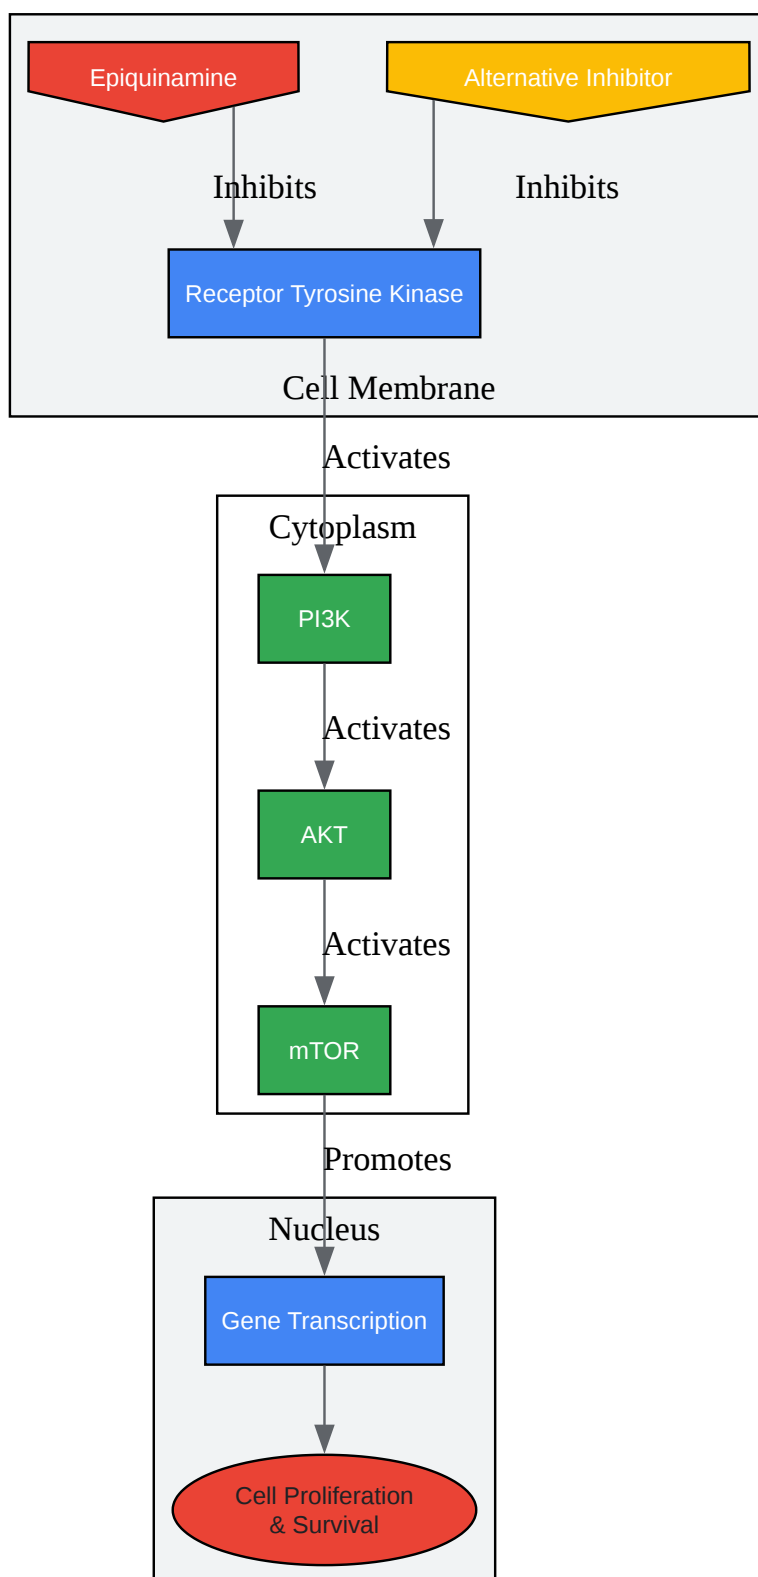 Epiquinamine
Alternative Inhibitor
Inhibits
Inhibits
Receptor Tyrosine Kinase
Cell Membrane
Activates
Cytoplasm
PI3K
Activates
AKT
Activates
mTOR
Promotes
Nucleus
Gene Transcription
Cell Proliferation
& Survival